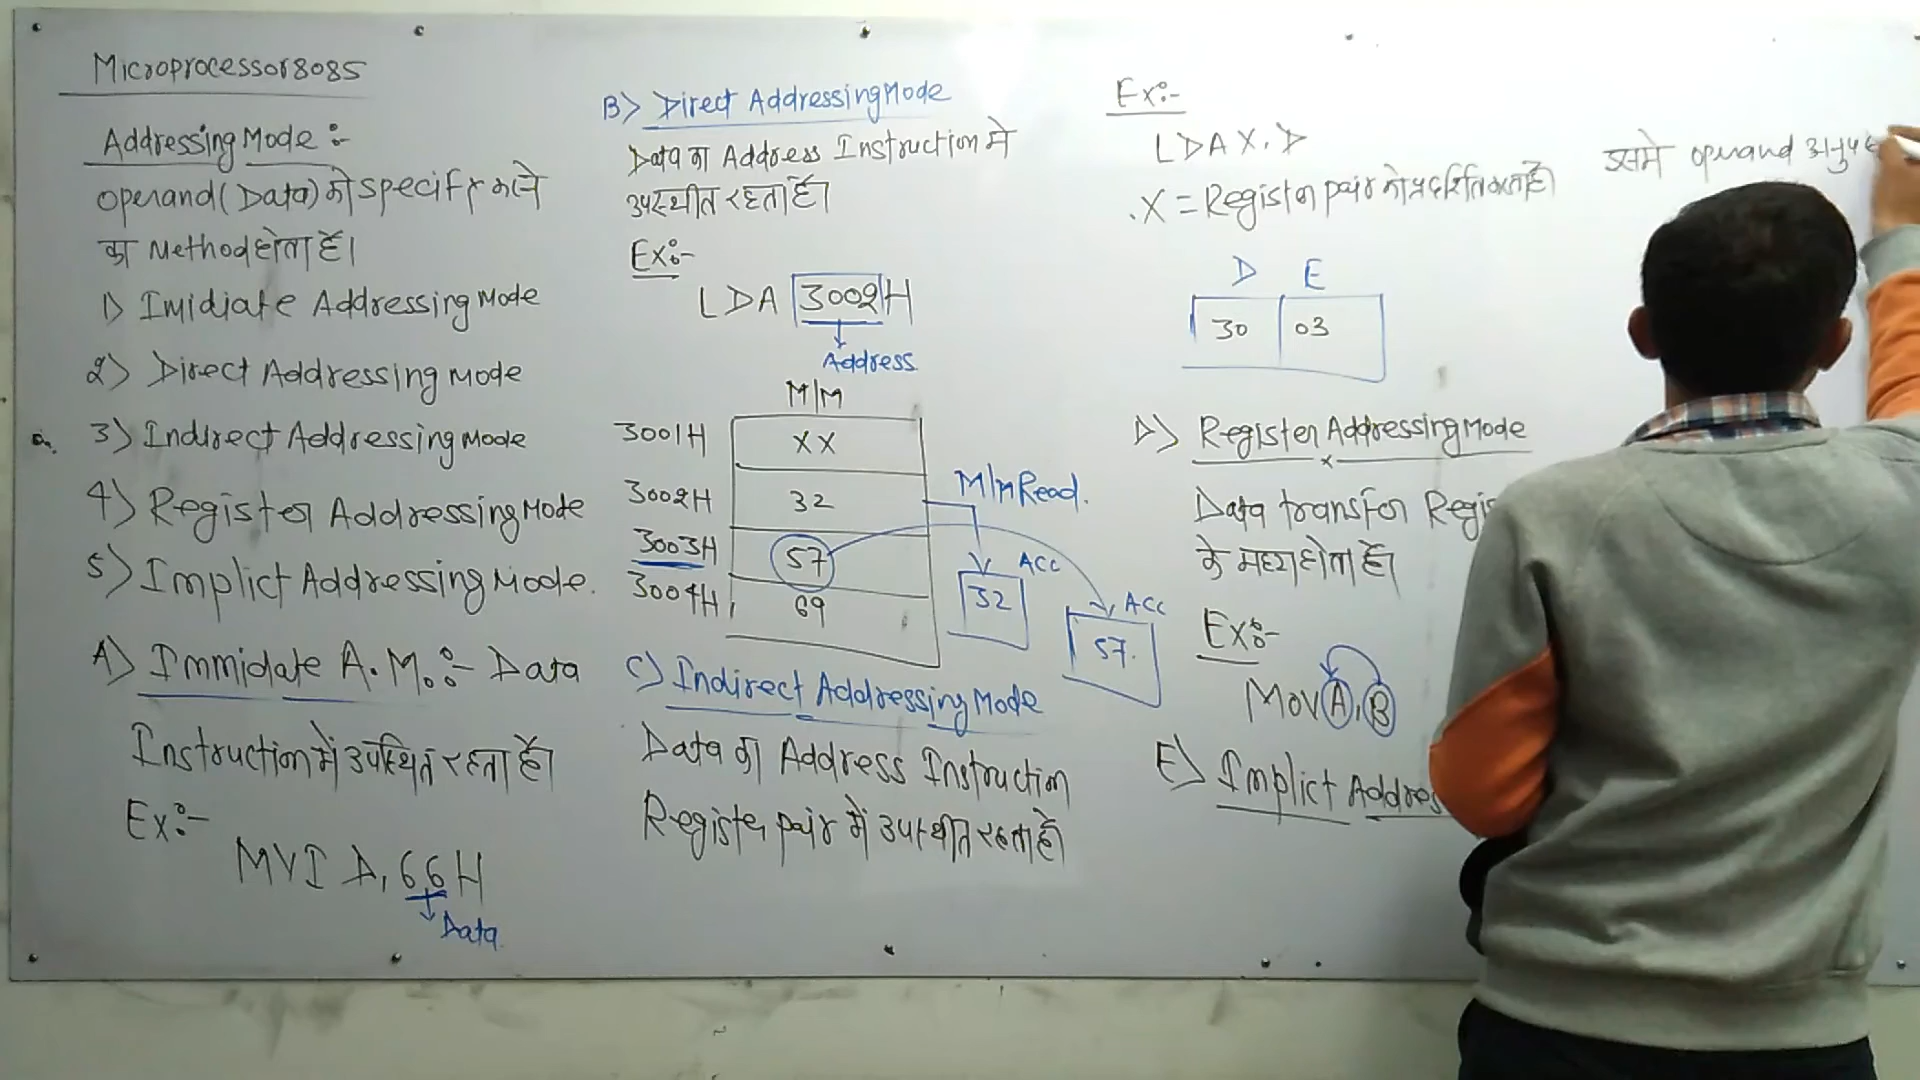 Microprocessor 8085
Addressing Mode :-
operand (Data) को specify करने
का Method होता है।
1) Imidiate Addressing Mode
2) Direct Addressing Mode
3) Indirect Addressing Mode
4) Register Addressing Mode
5) Implict Addressing Mode.
A) Immidate A.M. :- Data
Instruction में उपस्थित रहता है।
Ex:-
MVI D, 66H
Data
B) Direct Addressing Mode
Data का Address Instruction मे
उपस्थीत रहता है।
Ex:-
LDA 3002H
Address
M/M
3001H XX
3002H 32
3003H 57
3004H 69
M/m Read.
Acc
32
Acc
57.
C) Indirect Addressing Mode
Data का Address Instruction
Register pair में उपस्थीत रहता है
Ex:-
LDAX, D
.X = Register pair को प्रदर्शित करता है।
D E
30 03
D) Register Addressing Mode
Data transfer Regis
के मध्य होता है।
Ex:-
Mov A, B
E) Implict Addres
उसमे operand